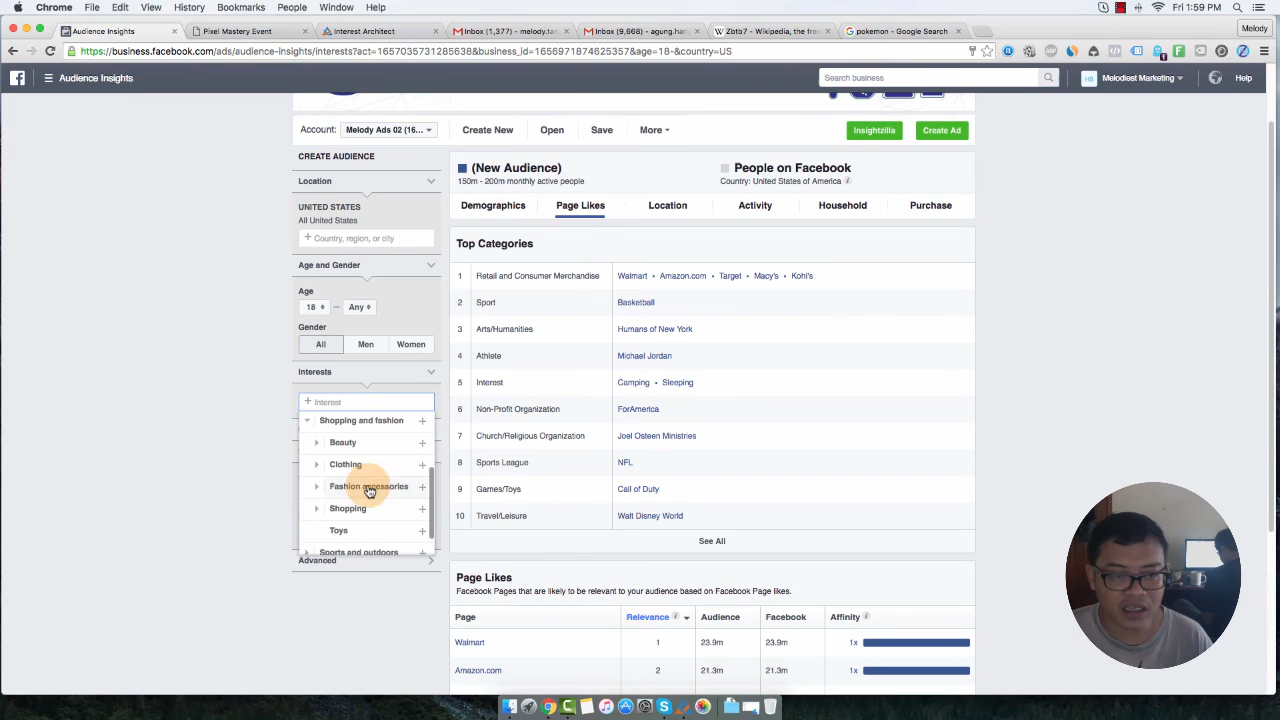 Chrome File Edit View History Bookmarks People Window Help Fri 1:59 PM
Audience Insights Pixel Mastery Event Interest Architect Inbox (1,377) - melody.tam Inbox (9,668) - agung.har Zbtb7 - Wikipedia, the free pokemon - Google Search Melody
https://business.facebook.com/ads/audience-insights/interests?act=1657035731285638&business_id=1656971874625357&age=18-&country=US
Audience Insights Search business Melodiest Marketing Help
Account: Melody Ads 02 (16... Create New Open Save More Insightzilla Create Ad
CREATE AUDIENCE
Location
UNITED STATES
All United States
+ Country, region, or city
Age and Gender
Age
18 – Any
Gender
All Men Women
Interests
+ Interest
Shopping and fashion +
Beauty +
Clothing +
Fashion accessories +
Shopping +
Toys +
Sports and outdoors +
Advanced
(New Audience)
150m - 200m monthly active people
People on Facebook
Country: United States of America
Demographics Page Likes Location Activity Household Purchase
Top Categories
1 Retail and Consumer Merchandise Walmart • Amazon.com • Target • Macy's • Kohl's
2 Sport Basketball
3 Arts/Humanities Humans of New York
4 Athlete Michael Jordan
5 Interest Camping • Sleeping
6 Non-Profit Organization ForAmerica
7 Church/Religious Organization Joel Osteen Ministries
8 Sports League NFL
9 Games/Toys Call of Duty
10 Travel/Leisure Walt Disney World
See All
Page Likes
Facebook Pages that are likely to be relevant to your audience based on Facebook Page likes.
Page Relevance Audience Facebook Affinity
Walmart 1 23.9m 23.9m 1x
Amazon.com 2 21.3m 21.3m 1x